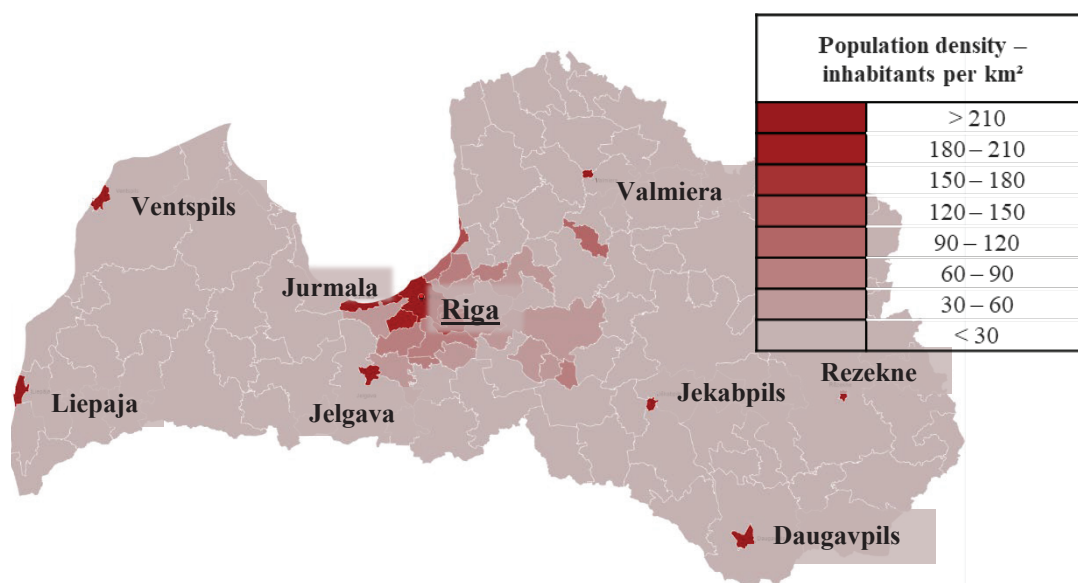 Population density –
inhabitants per km²
> 210
180 – 210
150 – 180
120 – 150
90 – 120
60 – 90
30 – 60
< 30
Valmiera
Ventspils
Jurmala
Riga
Rezekne
Jekabpils
Liepaja
Jelgava
Daugavpils